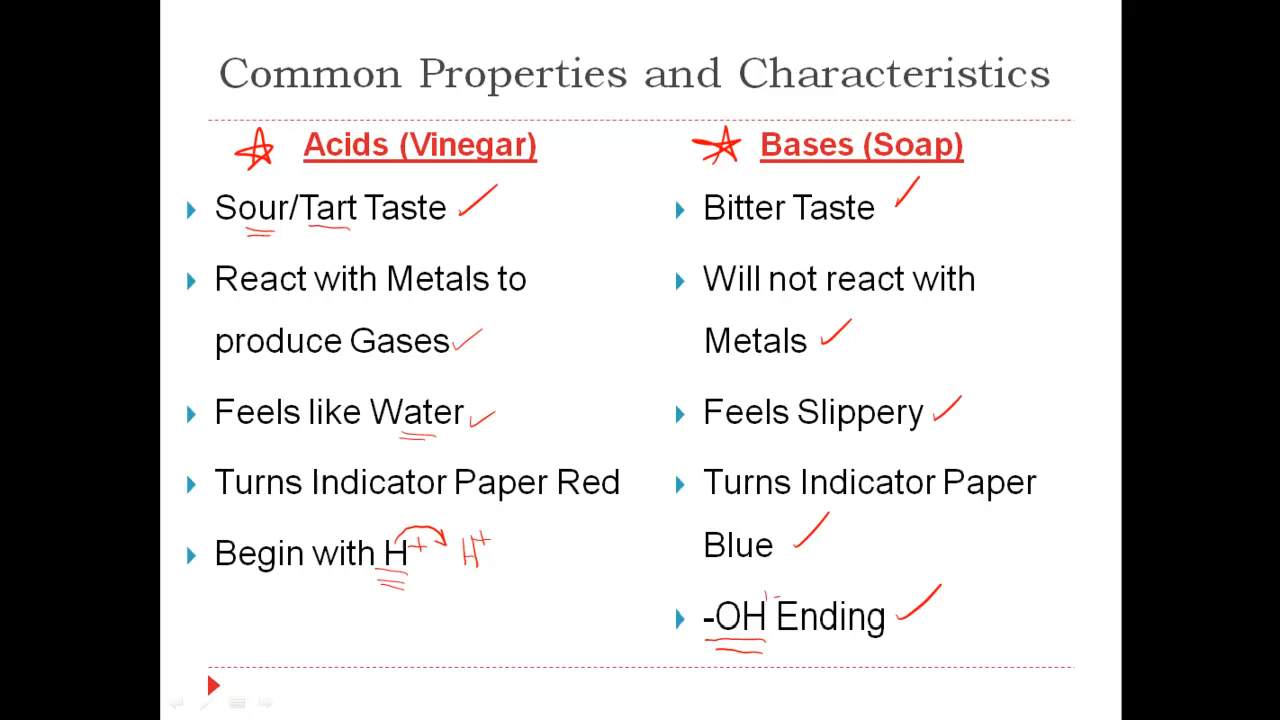 Common Properties and Characteristics
Acids (Vinegar)
Sour/Tart Taste
React with Metals to
produce Gases
Feels like Water
Turns Indicator Paper Red
Begin with H+ H+
Bases (Soap)
Bitter Taste
Will not react with
Metals
Feels Slippery
Turns Indicator Paper
Blue
-OH Ending